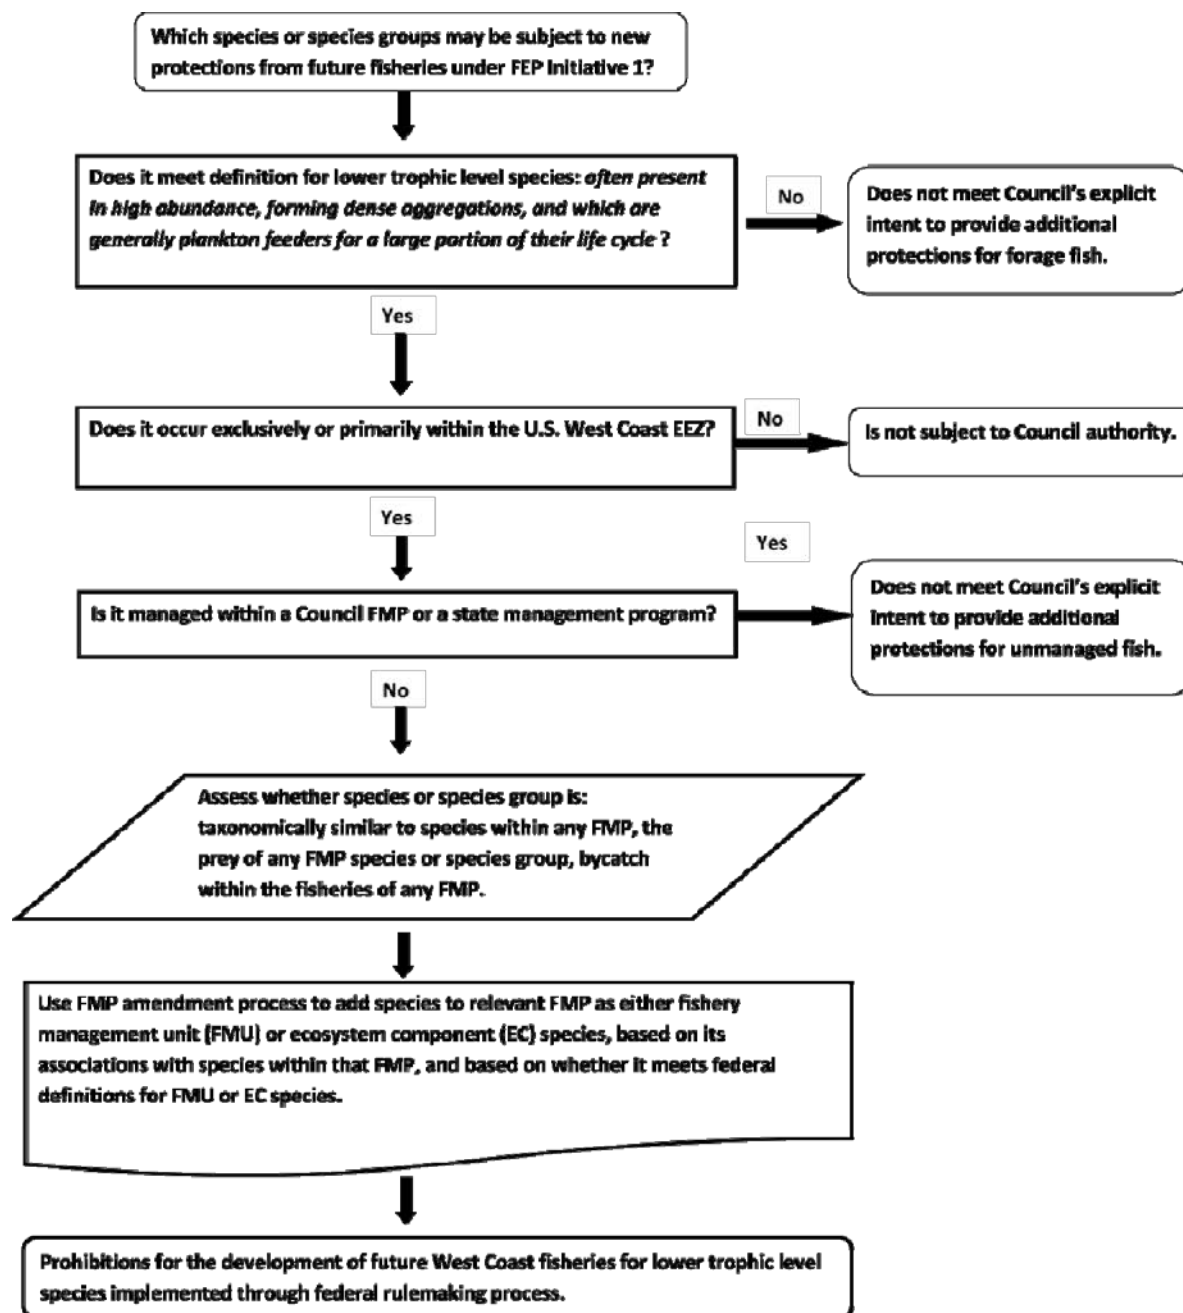 Which species or species groups may be subject to new
protections from future fisheries under FEP Initiative 1?
Does it meet definition for lower trophic level species: often present
in high abundance, forming dense aggregations, and which are
generally plankton feeders for a large portion of their life cycle ?
No
Does not meet Council's explicit
intent to provide additional
protections for forage fish.
Yes
Does it occur exclusively or primarily within the U.S. West Coast EEZ?
No
Is not subject to Council authority.
Yes
Is it managed within a Council FMP or a state management program?
Yes
Does not meet Council's explicit
intent to provide additional
protections for unmanaged fish.
No
Assess whether species or species group is:
taxonomically similar to species within any FMP, the
prey of any FMP species or species group, bycatch
within the fisheries of any FMP.
Use FMP amendment process to add species to relevant FMP as either fishery
management unit (FMU) or ecosystem component (EC) species, based on its
associations with species within that FMP, and based on whether it meets federal
definitions for FMU or EC species.
Prohibitions for the development of future West Coast fisheries for lower trophic level
species implemented through federal rulemaking process.